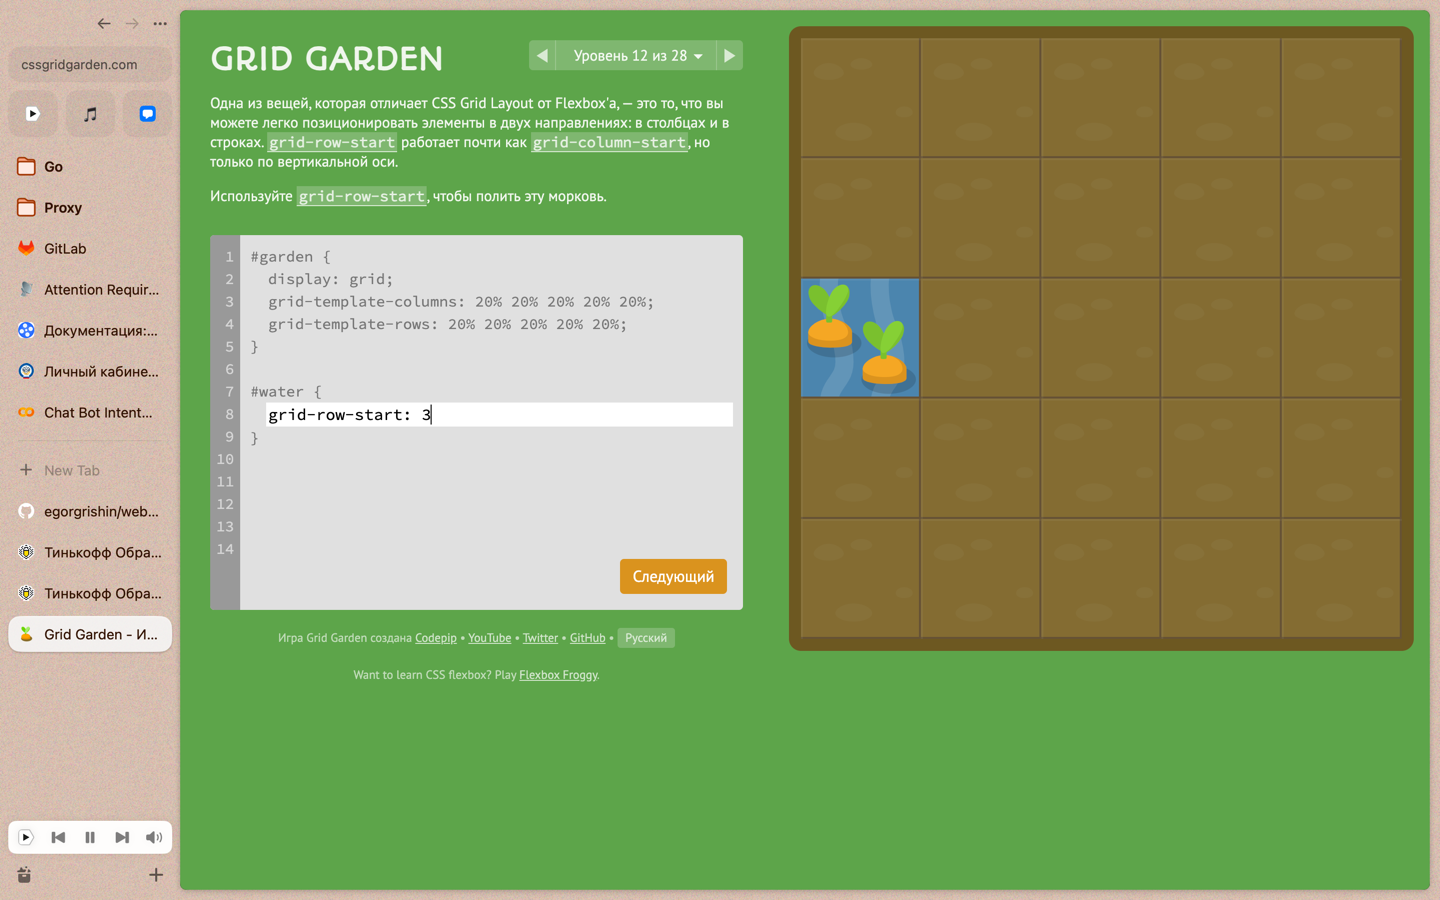 cssgridgarden.com
Go
Proxy
GitLab
Attention Requir...
Документация:...
Личный кабине...
Chat Bot Intent...
New Tab
egorgrishin/web...
Тинькофф Обра...
Тинькофф Обра...
Grid Garden - И...
GRID GARDEN
Уровень 12 из 28
Одна из вещей, которая отличает CSS Grid Layout от Flexbox'а, — это то, что вы
можете легко позиционировать элементы в двух направлениях: в столбцах и в
строках. grid-row-start работает почти как grid-column-start, но
только по вертикальной оси.
Используйте grid-row-start, чтобы полить эту морковь.
1 #garden {
2 display: grid;
3 grid-template-columns: 20% 20% 20% 20% 20%;
4 grid-template-rows: 20% 20% 20% 20% 20%;
5 }
6
7 #water {
8 grid-row-start: 3
9 }
10
11
12
13
14
Следующий
Игра Grid Garden создана Codepip • YouTube • Twitter • GitHub • Русский
Want to learn CSS flexbox? Play Flexbox Froggy.